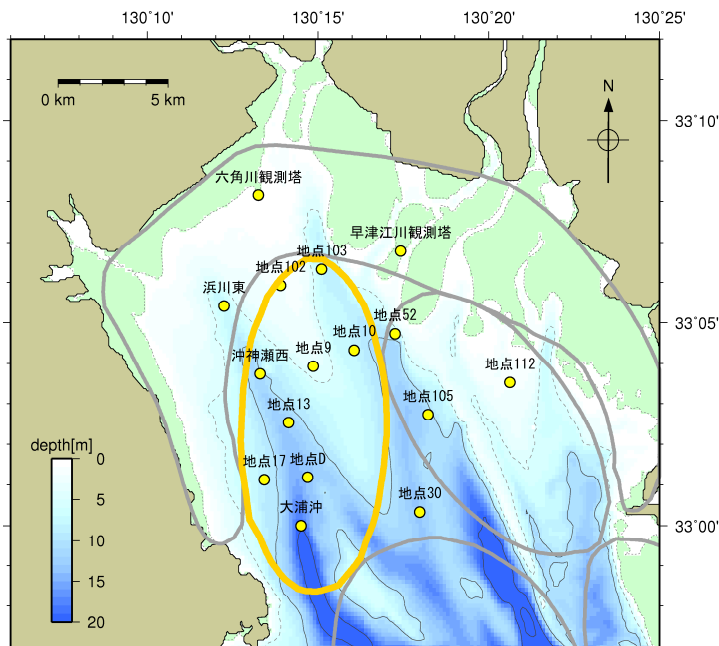 130˚10' 130˚15' 130˚20' 130˚25'
0 km 5 km
N
33˚10'
六角川観測塔
早津江川観測塔
地点103
地点102
浜川東
33˚05'
地点52
地点10
地点9
沖神瀬西
地点112
地点13
地点105
depth[m]
0
5
10
15
20
地点17
地点D
地点30
大浦沖
33˚00'